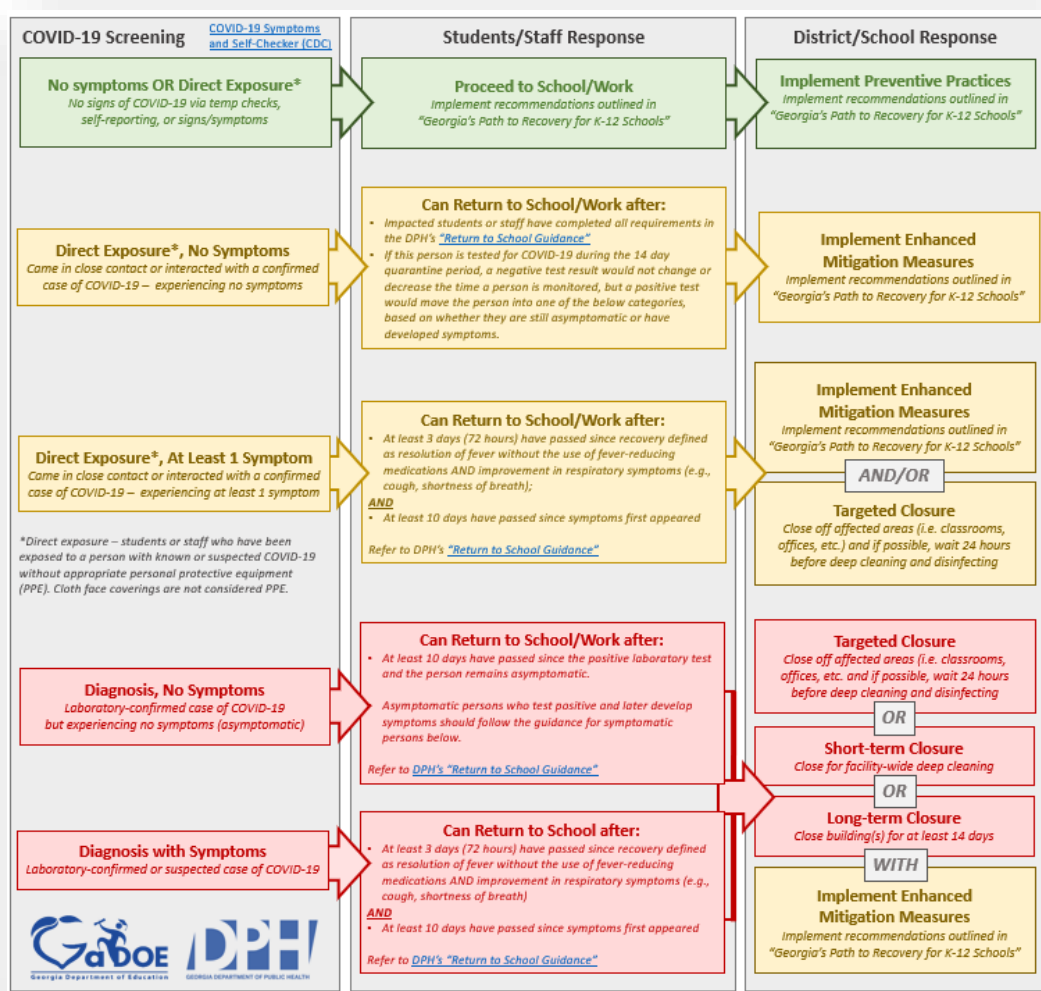 COVID-19 Screening
COVID-19 Symptoms
and Self-Checker (CDC)
Students/Staff Response
District/School Response
No symptoms OR Direct Exposure*
No signs of COVID-19 via temp checks,
self-reporting, or signs/symptoms
Proceed to School/Work
Implement recommendations outlined in
“Georgia’s Path to Recovery for K-12 Schools”
Implement Preventive Practices
Implement recommendations outlined in
“Georgia’s Path to Recovery for K-12 Schools”
Direct Exposure*, No Symptoms
Came in close contact or interacted with a confirmed
case of COVID-19 – experiencing no symptoms
Can Return to School/Work after:
• Impacted students or staff have completed all requirements in
the DPH’s “Return to School Guidance”
• If this person is tested for COVID-19 during the 14 day
quarantine period, a negative test result would not change or
decrease the time a person is monitored, but a positive test
would move the person into one of the below categories,
based on whether they are still asymptomatic or have
developed symptoms.
Implement Enhanced
Mitigation Measures
Implement recommendations outlined in
“Georgia’s Path to Recovery for K-12 Schools”
Direct Exposure*, At Least 1 Symptom
Came in close contact or interacted with a confirmed
case of COVID-19 – experiencing at least 1 symptom
*Direct exposure – students or staff who have been
exposed to a person with known or suspected COVID-19
without appropriate personal protective equipment
(PPE). Cloth face coverings are not considered PPE.
Can Return to School/Work after:
• At least 3 days (72 hours) have passed since recovery defined
as resolution of fever without the use of fever-reducing
medications AND improvement in respiratory symptoms (e.g.,
cough, shortness of breath);
AND
• At least 10 days have passed since symptoms first appeared
Refer to DPH’s “Return to School Guidance”
Implement Enhanced
Mitigation Measures
Implement recommendations outlined in
“Georgia’s Path to Recovery for K-12 Schools”
AND/OR
Targeted Closure
Close off affected areas (i.e. classrooms,
offices, etc.) and if possible, wait 24 hours
before deep cleaning and disinfecting
Diagnosis, No Symptoms
Laboratory-confirmed case of COVID-19
but experiencing no symptoms (asymptomatic)
Can Return to School/Work after:
• At least 10 days have passed since the positive laboratory test
and the person remains asymptomatic.
Asymptomatic persons who test positive and later develop
symptoms should follow the guidance for symptomatic
persons below.
Refer to DPH’s “Return to School Guidance”
Diagnosis with Symptoms
Laboratory-confirmed or suspected case of COVID-19
Can Return to School after:
• At least 3 days (72 hours) have passed since recovery defined
as resolution of fever without the use of fever-reducing
medications AND improvement in respiratory symptoms (e.g.,
cough, shortness of breath)
AND
• At least 10 days have passed since symptoms first appeared
Refer to DPH’s “Return to School Guidance”
Targeted Closure
Close off affected areas (i.e. classrooms,
offices, etc. and if possible, wait 24 hours
before deep cleaning and disinfecting
OR
Short-term Closure
Close for facility-wide deep cleaning
OR
Long-term Closure
Close building(s) for at least 14 days
WITH
Implement Enhanced
Mitigation Measures
Implement recommendations outlined in
“Georgia’s Path to Recovery for K-12 Schools”
GaDOE
Georgia Department of Education
DPH
GEORGIA DEPARTMENT OF PUBLIC HEALTH